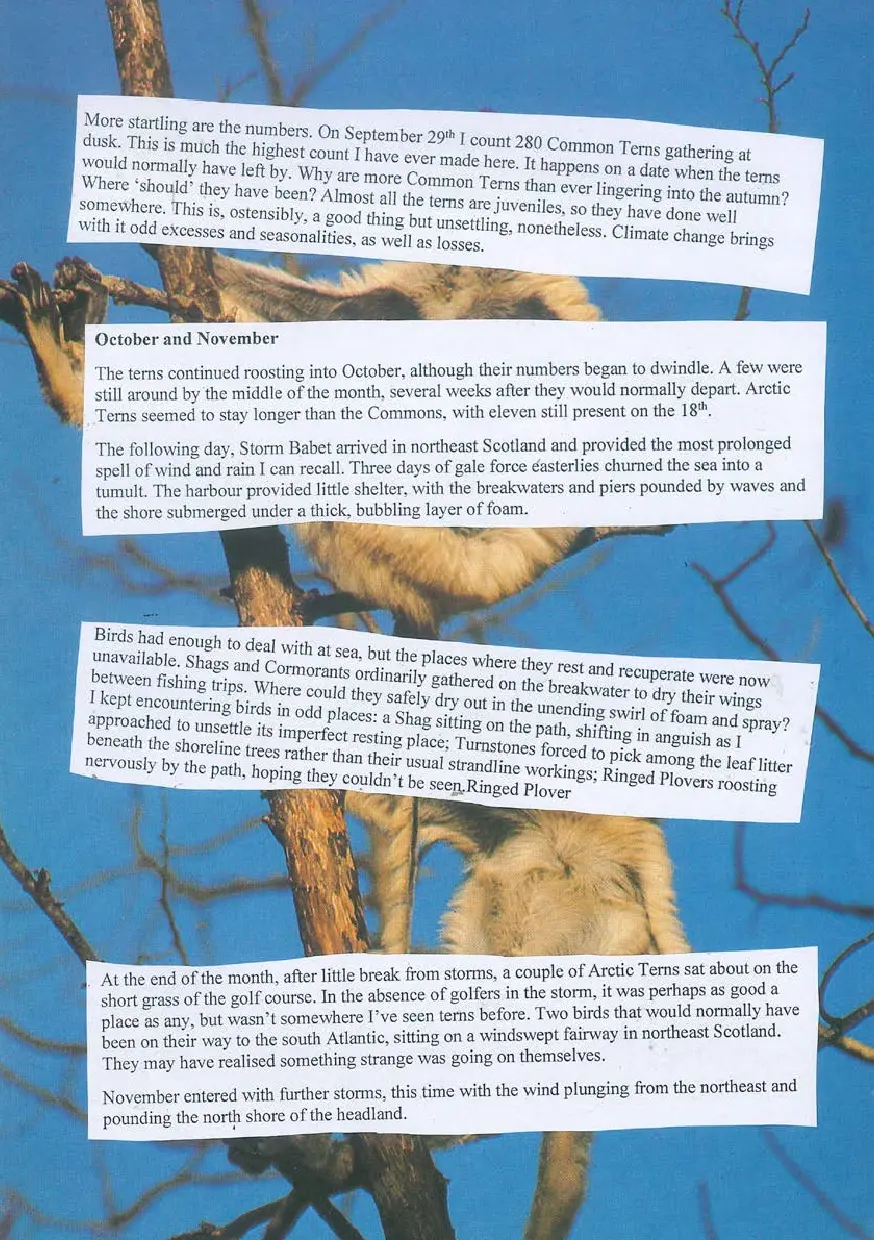 More startling are the numbers. On September 29th I count 280 Common Terns gathering at
dusk. This is much the highest count I have ever made here. It happens on a date when the terns
would normally have left by. Why are more Common Terns than ever lingering into the autumn?
Where ‘should’ they have been? Almost all the terns are juveniles, so they have done well
somewhere. This is, ostensibly, a good thing but unsettling, nonetheless. Climate change brings
with it odd excesses and seasonalities, as well as losses.
October and November
The terns continued roosting into October, although their numbers began to dwindle. A few were
still around by the middle of the month, several weeks after they would normally depart. Arctic
Terns seemed to stay longer than the Commons, with eleven still present on the 18th.
The following day, Storm Babet arrived in northeast Scotland and provided the most prolonged
spell of wind and rain I can recall. Three days of gale force easterlies churned the sea into a
tumult. The harbour provided little shelter, with the breakwaters and piers pounded by waves and
the shore submerged under a thick, bubbling layer of foam.
Birds had enough to deal with at sea, but the places where they rest and recuperate were now
unavailable. Shags and Cormorants ordinarily gathered on the breakwater to dry their wings
between fishing trips. Where could they safely dry out in the unending swirl of foam and spray?
I kept encountering birds in odd places: a Shag sitting on the path, shifting in anguish as I
approached to unsettle its imperfect resting place; Turnstones forced to pick among the leaf litter
beneath the shoreline trees rather than their usual strandline workings; Ringed Plovers roosting
nervously by the path, hoping they couldn’t be seen.Ringed Plover
At the end of the month, after little break from storms, a couple of Arctic Terns sat about on the
short grass of the golf course. In the absence of golfers in the storm, it was perhaps as good a
place as any, but wasn’t somewhere I’ve seen terns before. Two birds that would normally have
been on their way to the south Atlantic, sitting on a windswept fairway in northeast Scotland.
They may have realised something strange was going on themselves.
November entered with further storms, this time with the wind plunging from the northeast and
pounding the north shore of the headland.